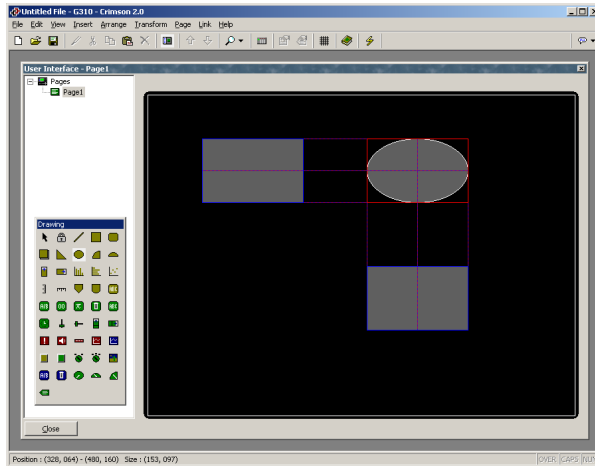 Untitled File - G310 - Crimson 2.0
File Edit View Insert Arrange Transform Page Link Help
User Interface - Page1
Pages
Page1
Drawing
Close
Position : (328, 064) - (480, 160) Size : (153, 097)
OVER CAPS NUM